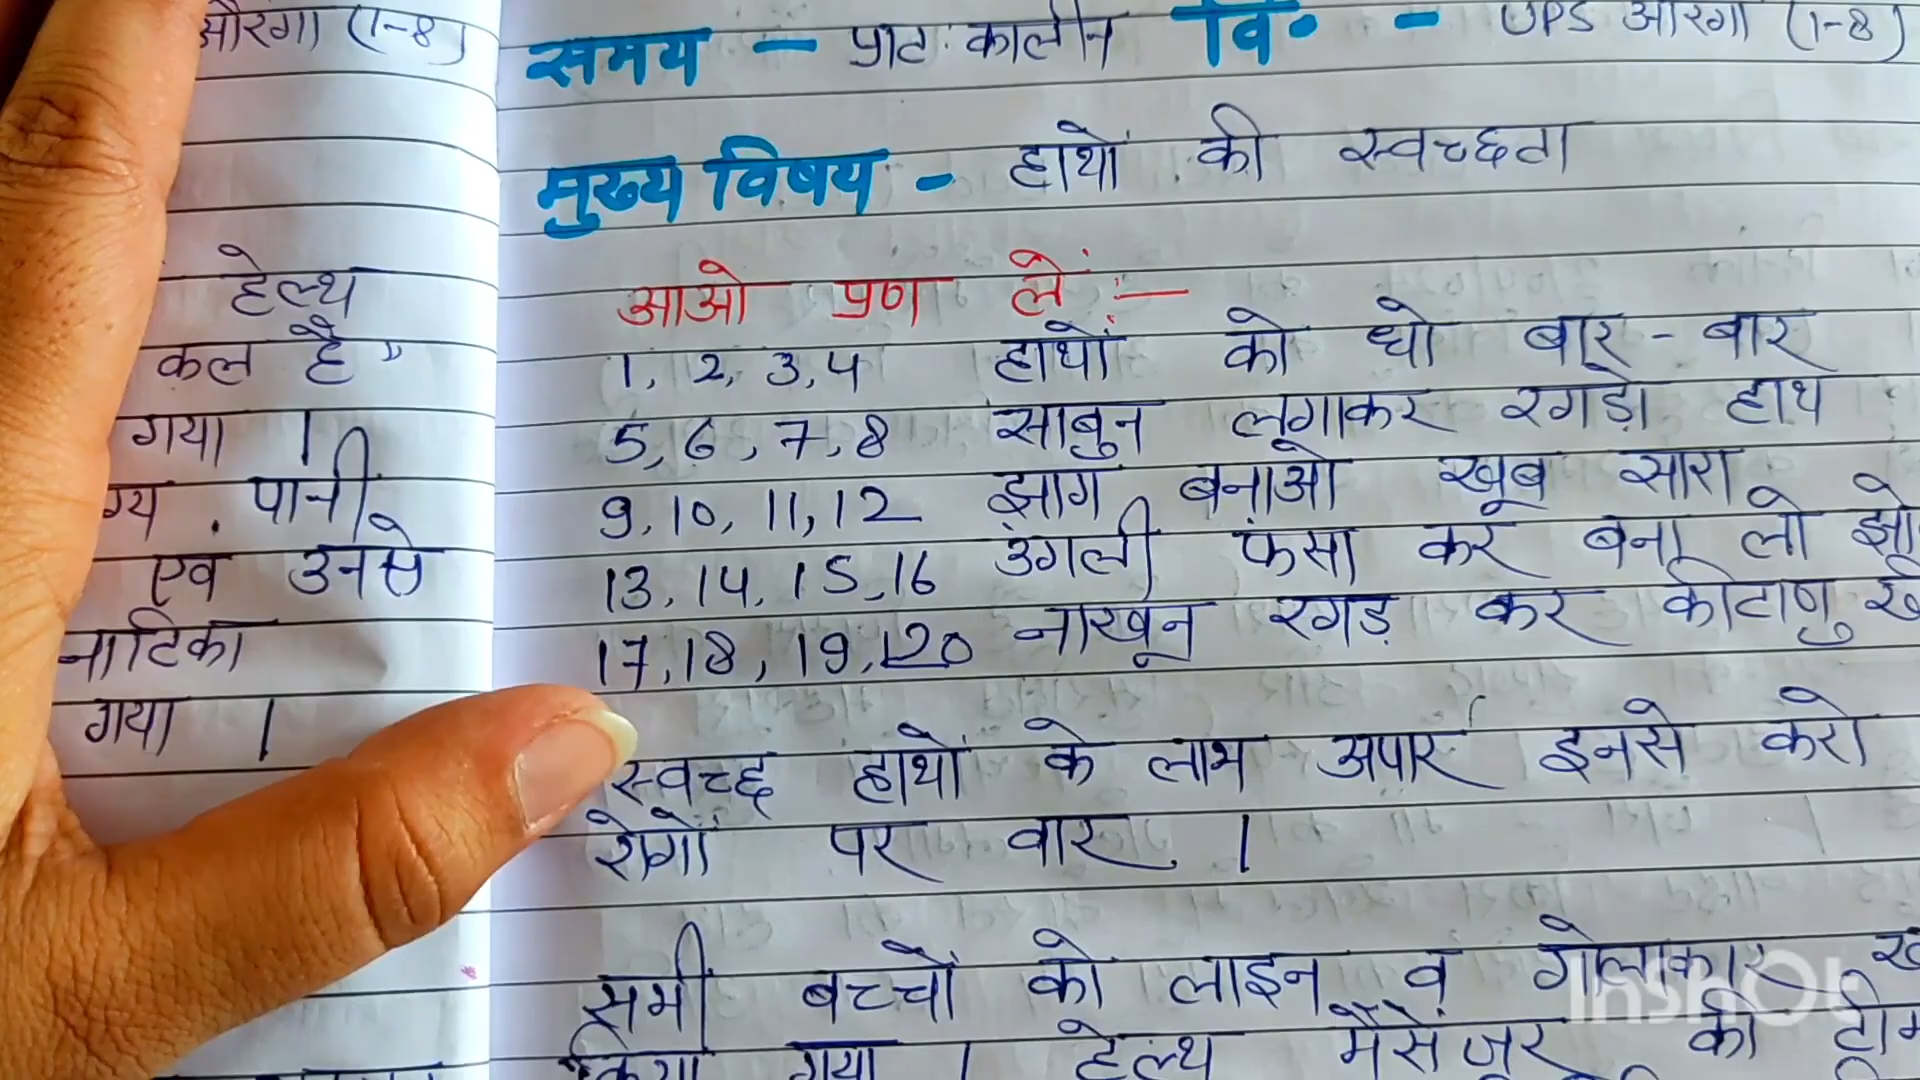 औरंगा (1-8)
हेल्थ
कल है”
गया ।
पानी
एवं उनसे
नाटिका
गया ।
समय – प्रात: कालीन वि॰ - UPS औरंगा (1-8)
मुख्य विषय - हाथों की स्वच्छता
आओ प्रण लें :—
1, 2, 3, 4 हाथों को धो बार - बार
5, 6, 7, 8 साबुन लगाकर रगड़ो हाथ
9, 10, 11, 12 झाग बनाओ खूब सारा
13, 14, 15, 16 उंगली फंसा कर बना लो
17, 18, 19, 20 नाखून रगड़ कर कीटाणु
स्वच्छ हाथों के लाभ अपार इनसे करो
रोगों पर वार ।
सभी बच्चों को लाइन व गोलाकार
किया गया । हेल्थ मैसेंजर की
InShOt